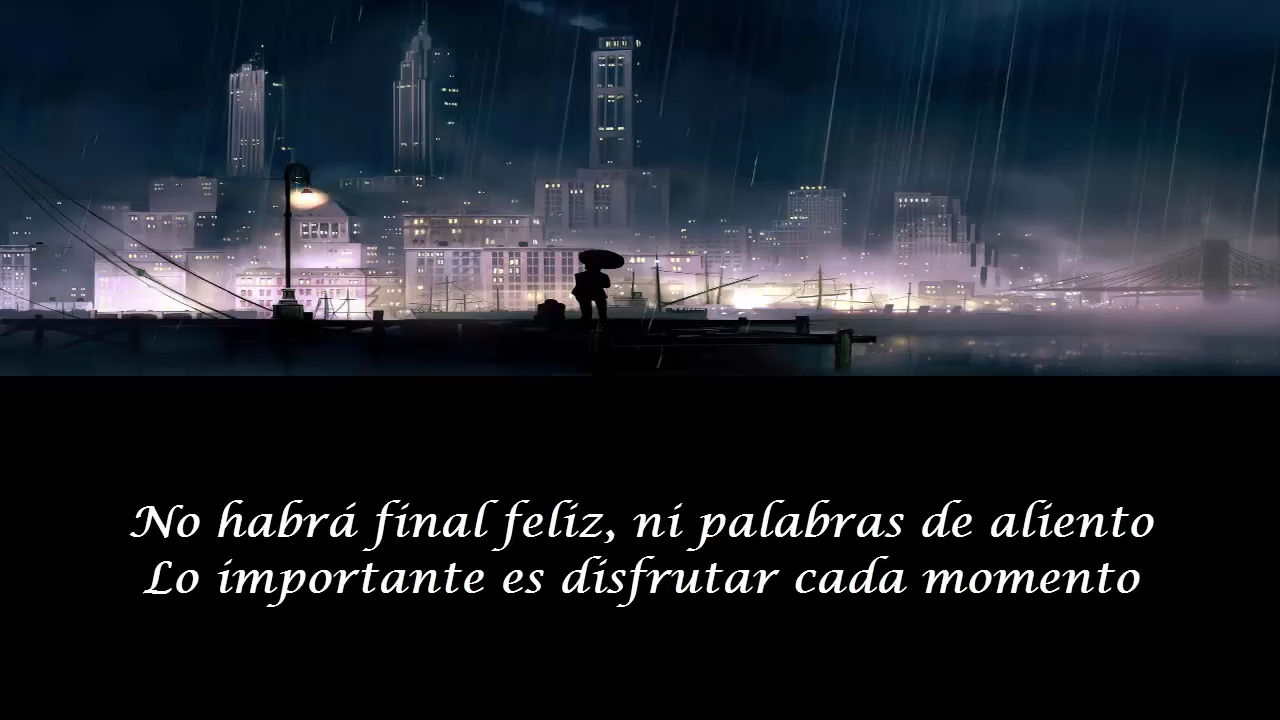 No habrá final feliz, ni palabras de aliento
Lo importante es disfrutar cada momento